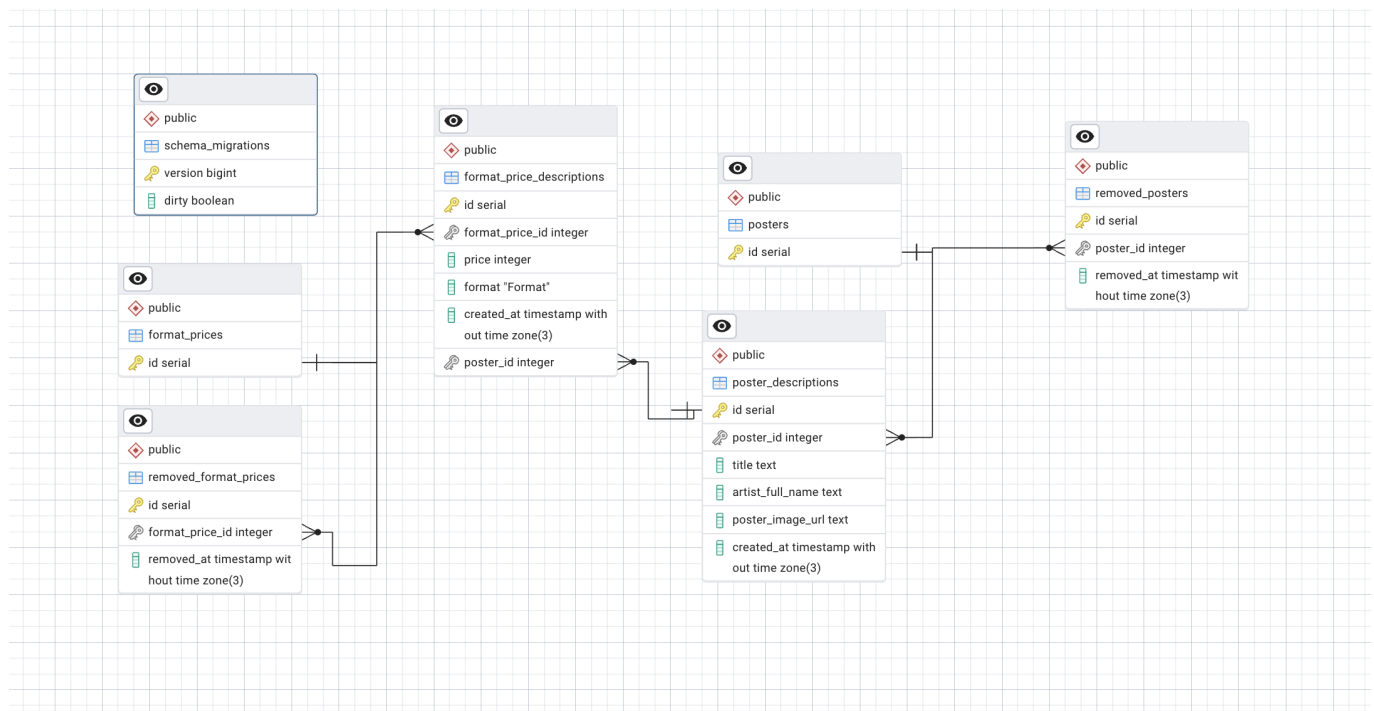 public
schema_migrations
version bigint
dirty boolean
public
format_prices
id serial
public
removed_format_prices
id serial
format_price_id integer
removed_at timestamp wit
hout time zone(3)
public
format_price_descriptions
id serial
format_price_id integer
price integer
format "Format"
created_at timestamp with
out time zone(3)
poster_id integer
public
posters
id serial
public
poster_descriptions
id serial
poster_id integer
title text
artist_full_name text
poster_image_url text
created_at timestamp with
out time zone(3)
public
removed_posters
id serial
poster_id integer
removed_at timestamp wit
hout time zone(3)